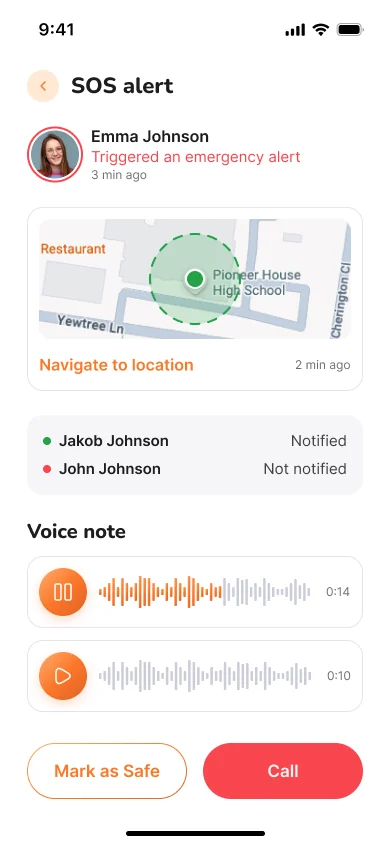 9:41
SOS alert
Emma Johnson
Triggered an emergency alert
3 min ago
Restaurant
Pioneer House
High School
Yewtree Ln
Cherington Cl
Navigate to location
2 min ago
Jakob Johnson
Notified
John Johnson
Not notified
Voice note
0:14
0:10
Mark as Safe
Call